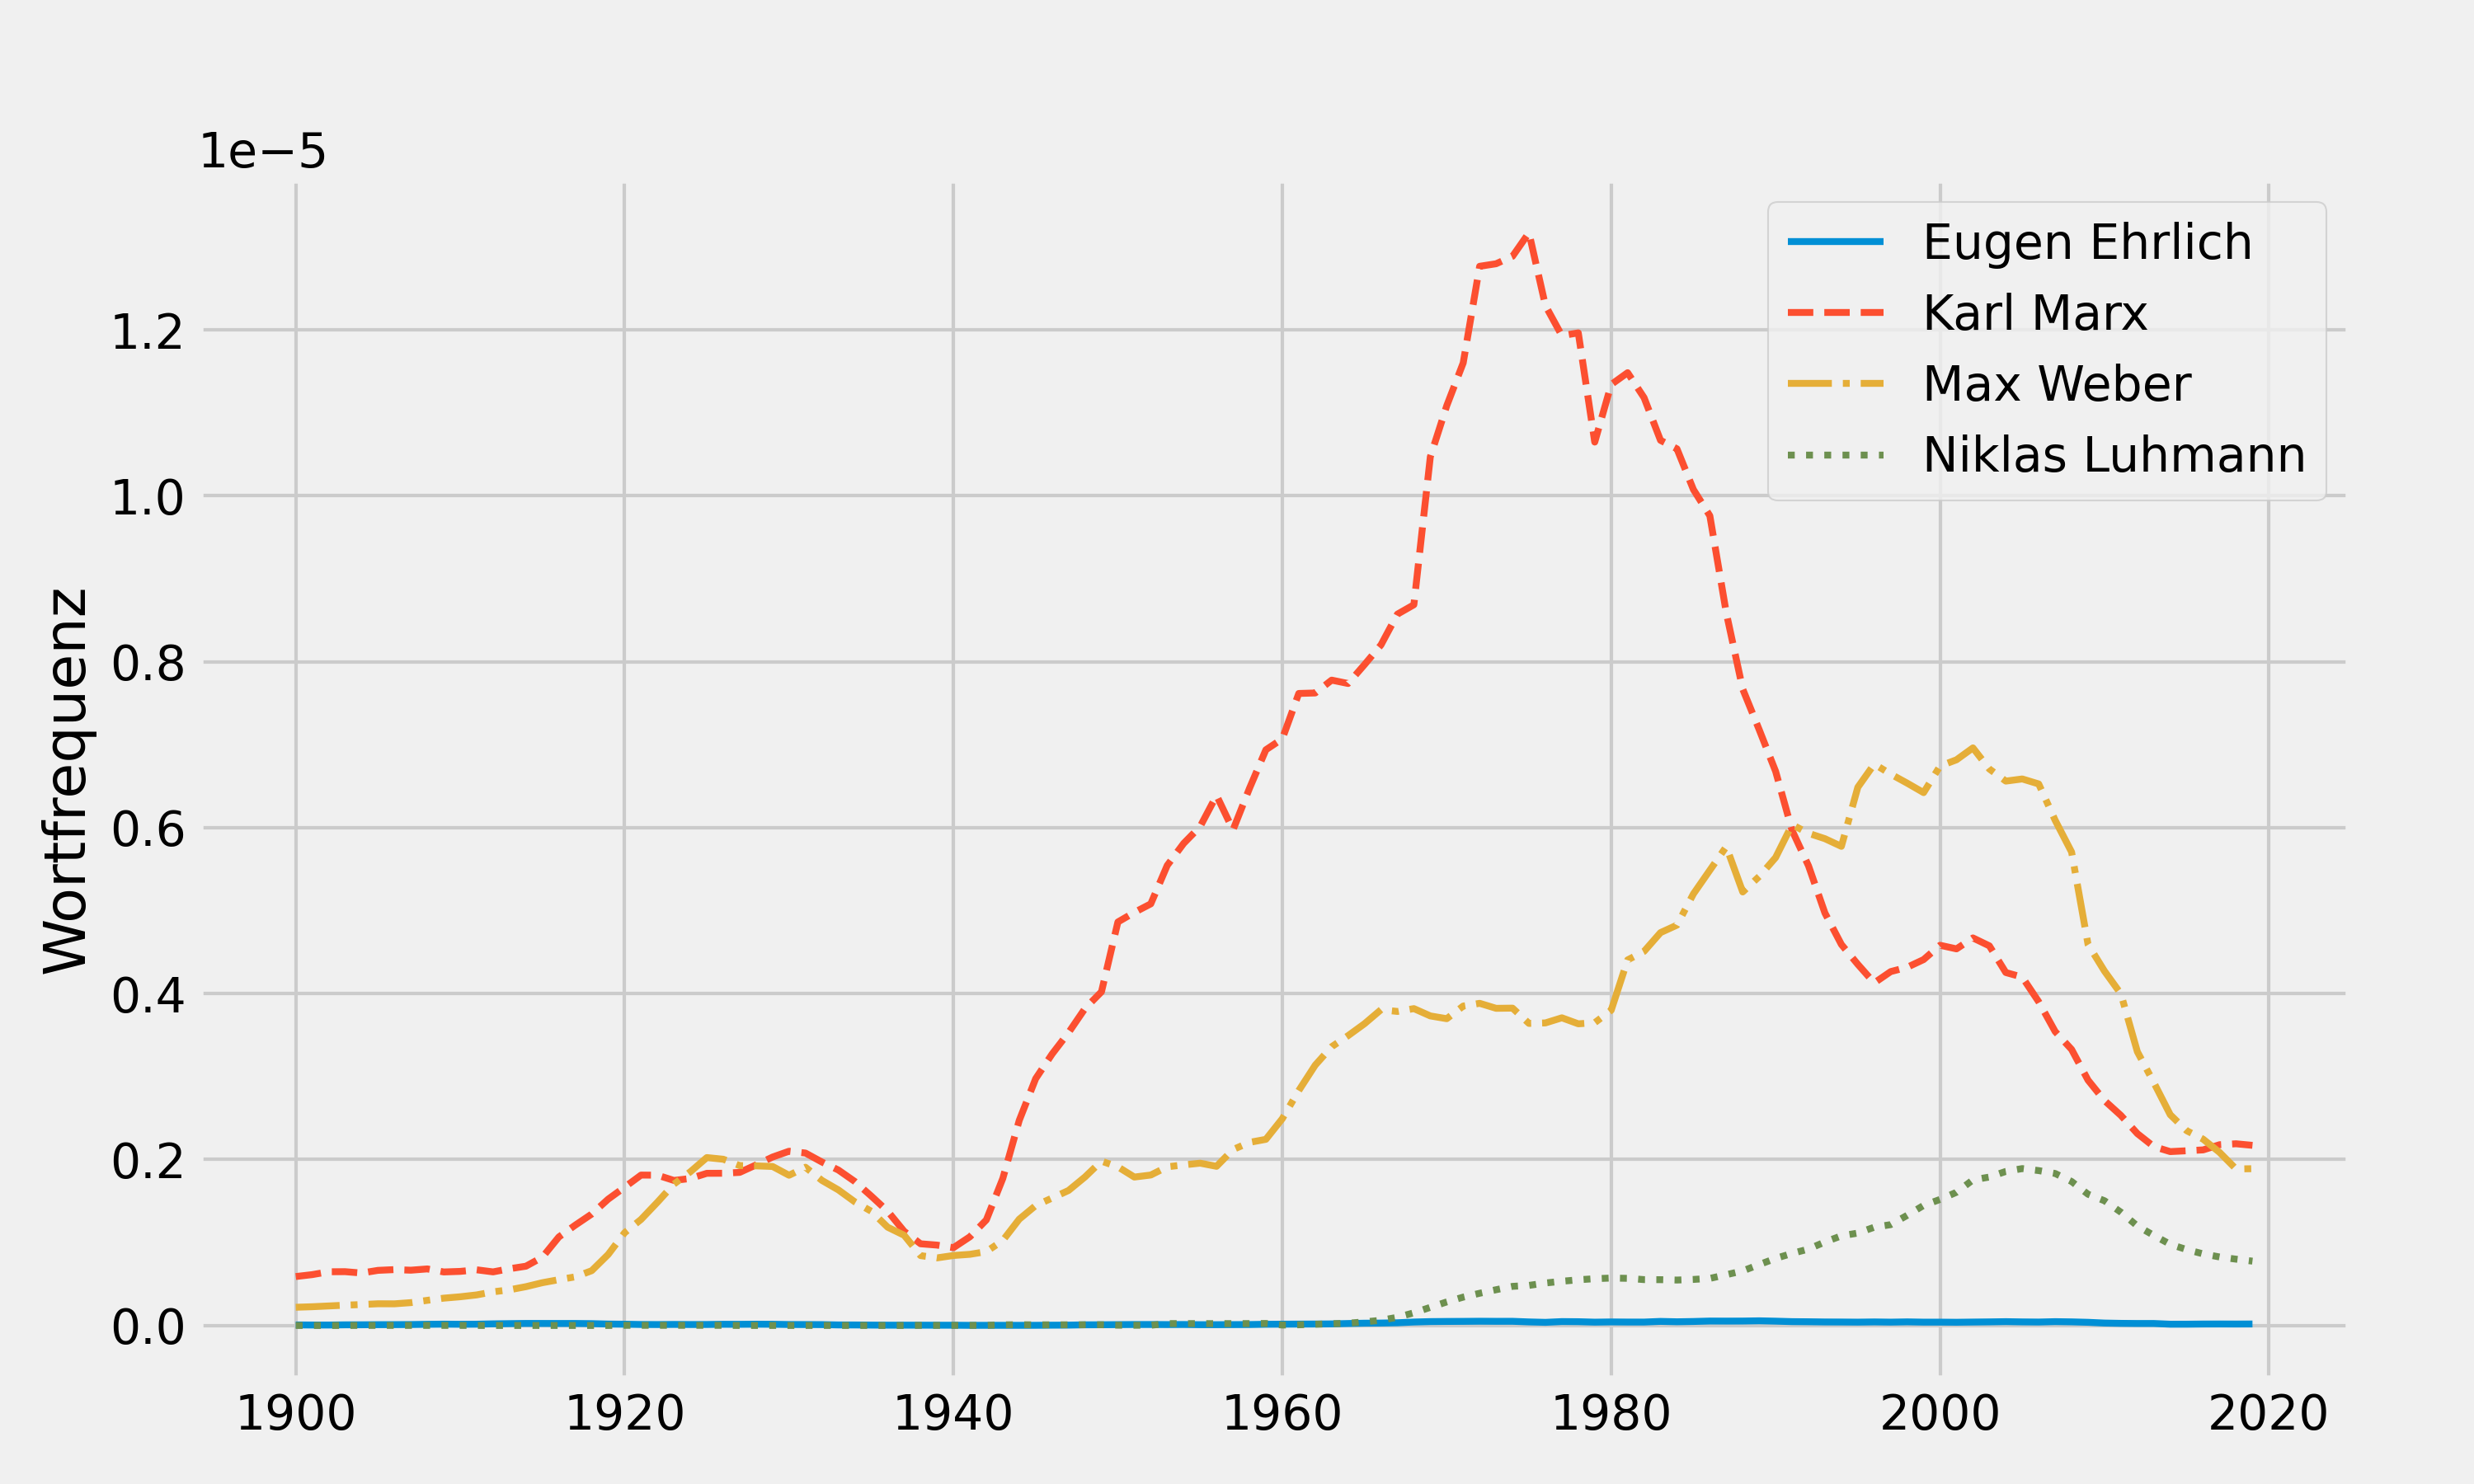 1e−5
Eugen Ehrlich
Karl Marx
Max Weber
Niklas Luhmann
Wortfrequenz
1.2
1.0
0.8
0.6
0.4
0.2
0.0
1900 1920 1940 1960 1980 2000 2020